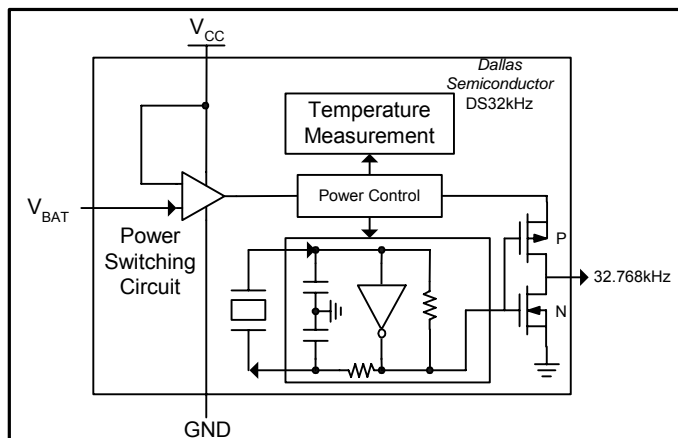 VCC
Dallas
Semiconductor
DS32kHz
Temperature
Measurement
Power Control
VBAT
Power
Switching
Circuit
P
32.768kHz
N
GND